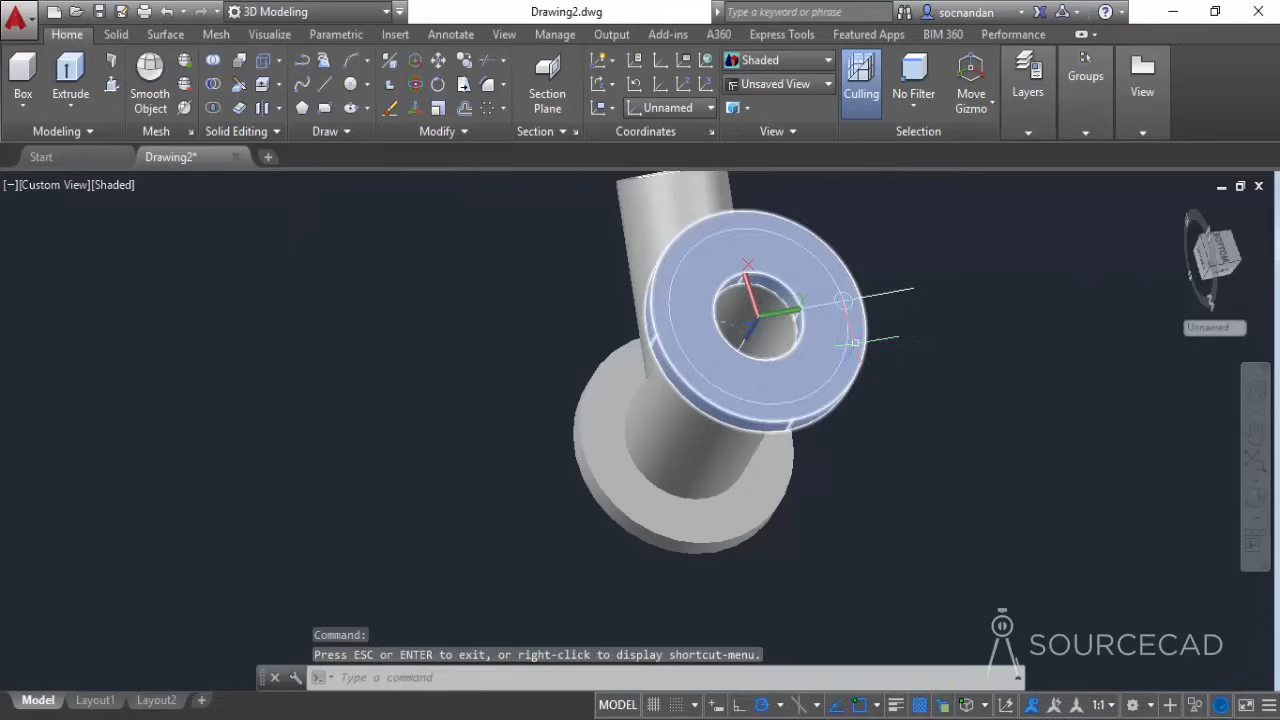 3D Modeling
Drawing2.dwg
Type a keyword or phrase
socnandan
Home Solid Surface Mesh Visualize Parametric Insert Annotate View Manage Output Add-ins A360 Express Tools Featured Apps BIM 360 Performance
Box
Extrude
Smooth
Object
Section
Plane
Shaded
Unsaved View
Unnamed
Culling
No Filter
Move
Gizmo
Layers
Groups
View
Modeling
Mesh
Solid Editing
Draw
Modify
Section
Coordinates
View
Selection
Start
Drawing2*
[−][Custom View][Shaded]
X
Y
BOTTOM
Unnamed
Command:
Press ESC or ENTER to exit, or right-click to display shortcut-menu.
Type a command
SOURCECAD
Model Layout1 Layout2
MODEL
1:1